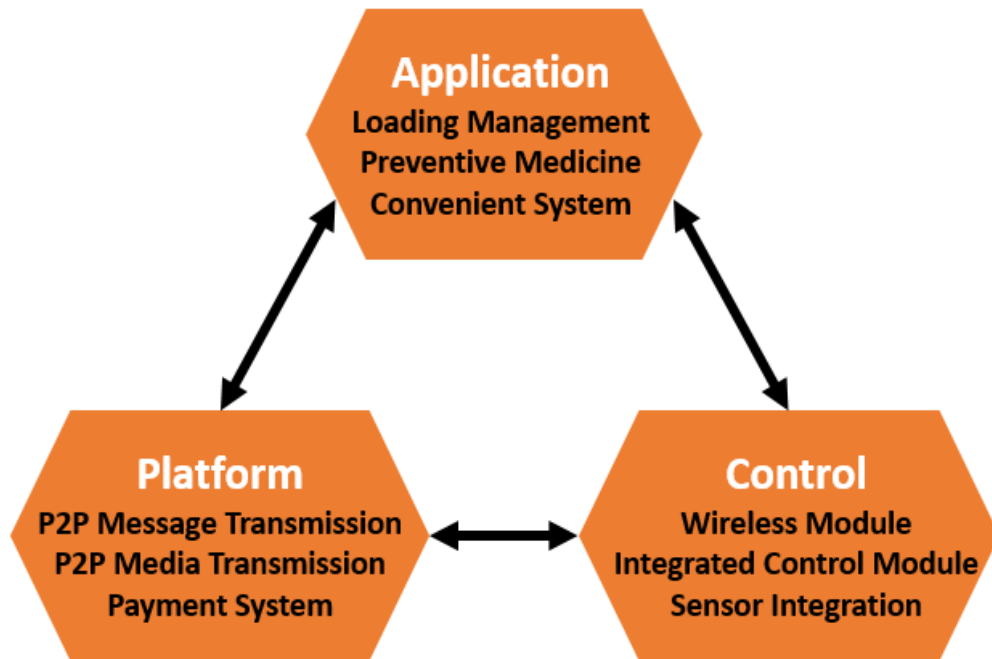 Application
Loading Management
Preventive Medicine
Convenient System
Platform
P2P Message Transmission
P2P Media Transmission
Payment System
Control
Wireless Module
Integrated Control Module
Sensor Integration